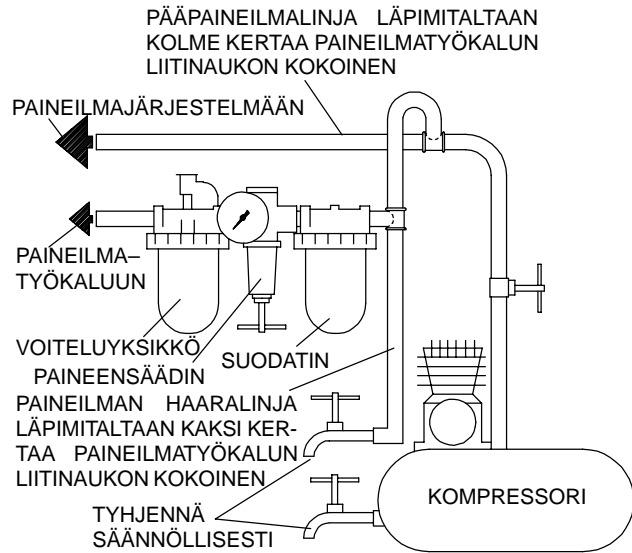 PÄÄPAINEILMALINJA LÄPIMITALTAAN
KOLME KERTAA PAINEILMATYÖKALUN
LIITINAUKON KOKOINEN
PAINEILMAJÄRJESTELMÄÄN
PAINEILMA–
TYÖKALUUN
VOITELUYKSIKKÖ
SUODATIN
PAINEENSÄÄDIN
PAINEILMAN HAARALINJA
LÄPIMITALTAAN KAKSI KER-
TAA PAINEILMATYÖKALUN
LIITINAUKON KOKOINEN
KOMPRESSORI
TYHJENNÄ
SÄÄNNÖLLISESTI